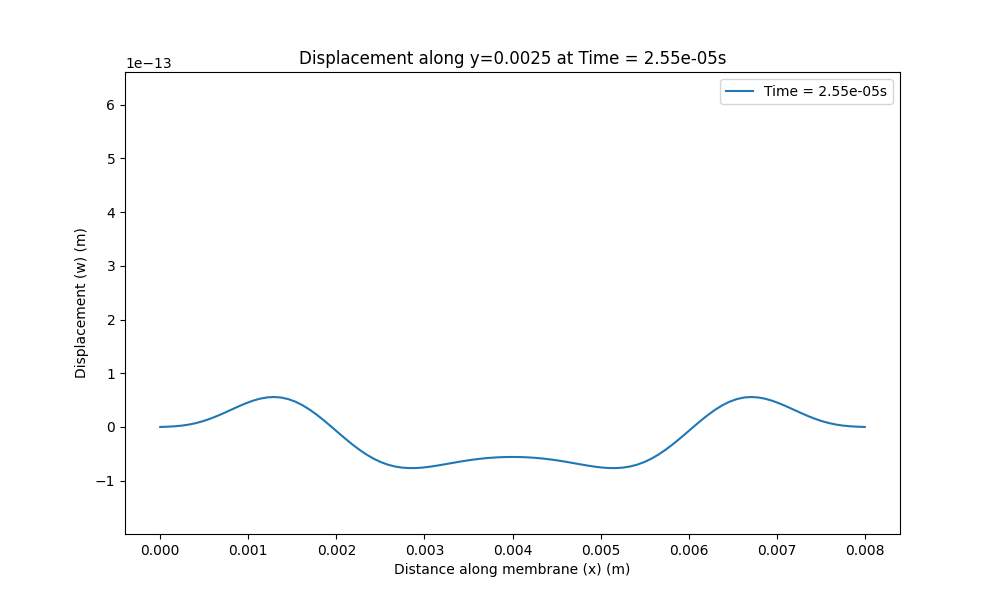 Displacement along y=0.0025 at Time = 2.55e-05s
1e−13
Time = 2.55e-05s
6
5
4
3
2
1
0
−1
Displacement (w) (m)
0.000 0.001 0.002 0.003 0.004 0.005 0.006 0.007 0.008
Distance along membrane (x) (m)